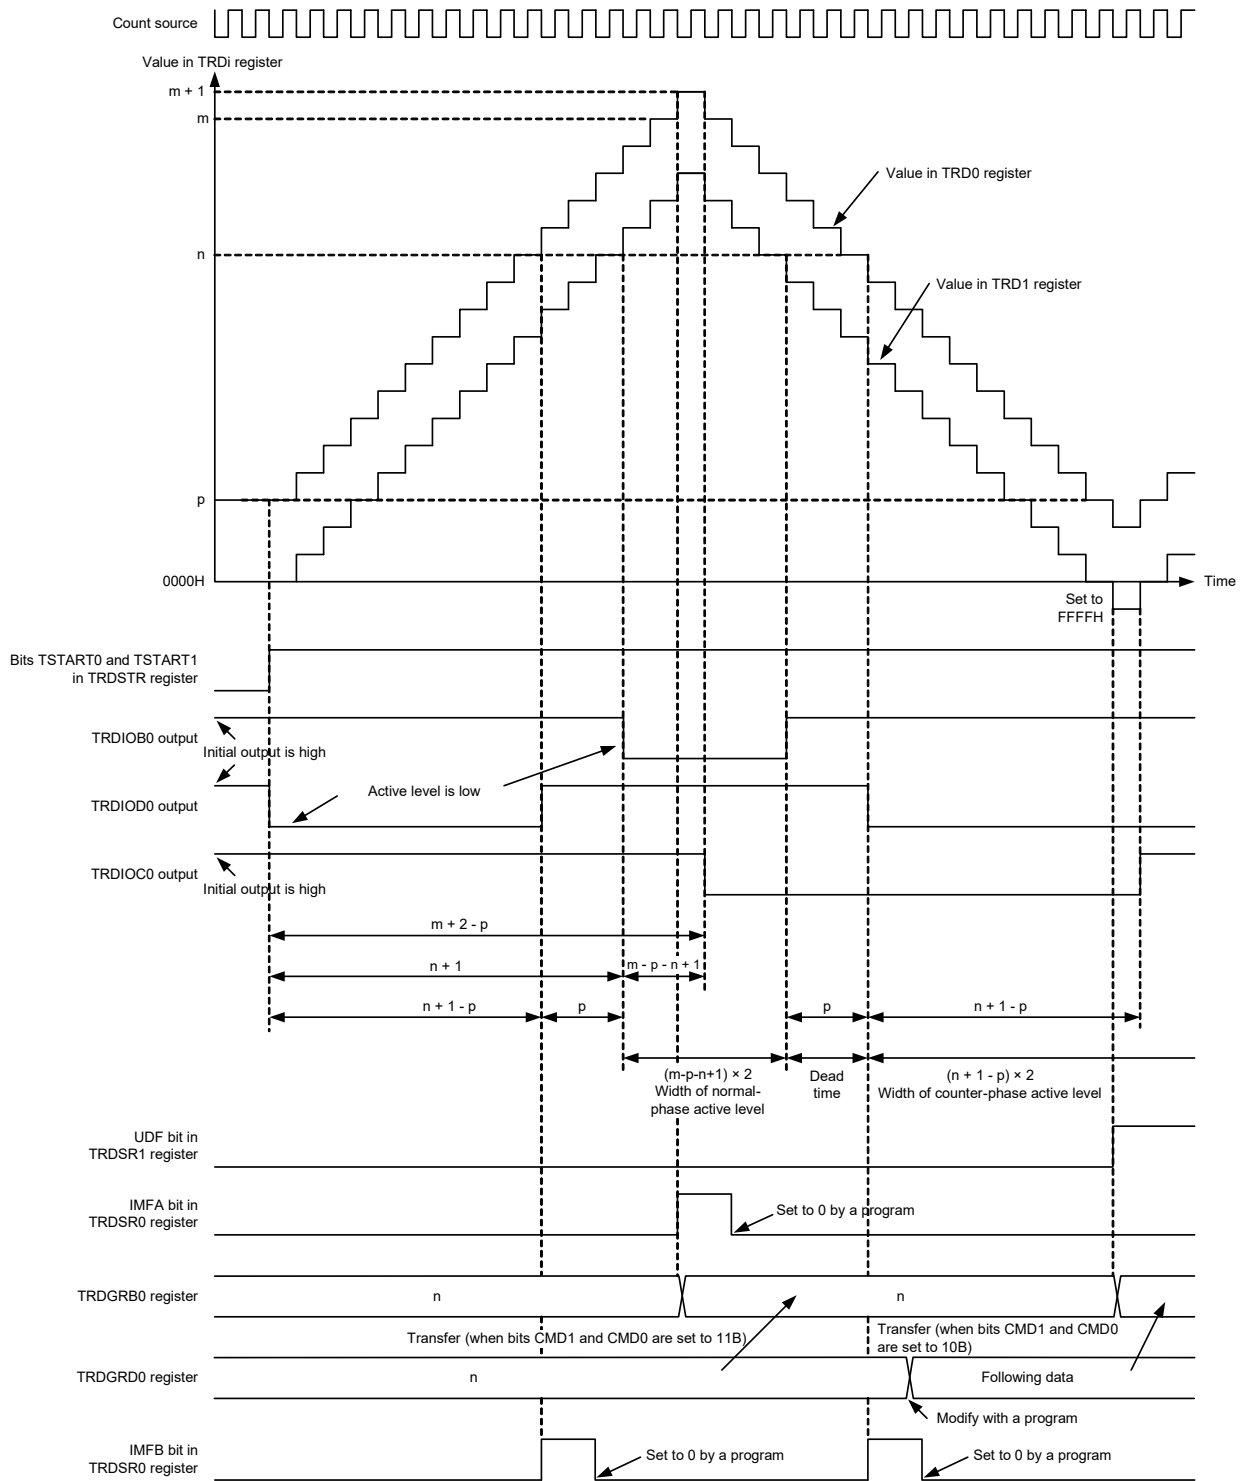 Count source
Value in TRDi register
m + 1
m
Value in TRD0 register
n
Value in TRD1 register
p
0000H
Time
Set to
FFFFH
Bits TSTART0 and TSTART1
in TRDSTR register
TRDIOB0 output
Initial output is high
Active level is low
TRDIOD0 output
TRDIOC0 output
Initial output is high
m + 2 - p
n + 1
m - p - n + 1
n + 1 - p
p
p
n + 1 - p
(m-p-n+1) × 2
Width of normal-
phase active level
Dead
time
(n + 1 - p) × 2
Width of counter-phase active level
UDF bit in
TRDSR1 register
IMFA bit in
TRDSR0 register
Set to 0 by a program
TRDGRB0 register
n
n
Transfer (when bits CMD1 and CMD0 are set to 11B)
Transfer (when bits CMD1 and CMD0
are set to 10B)
TRDGRD0 register
n
Following data
Modify with a program
IMFB bit in
TRDSR0 register
Set to 0 by a program
Set to 0 by a program